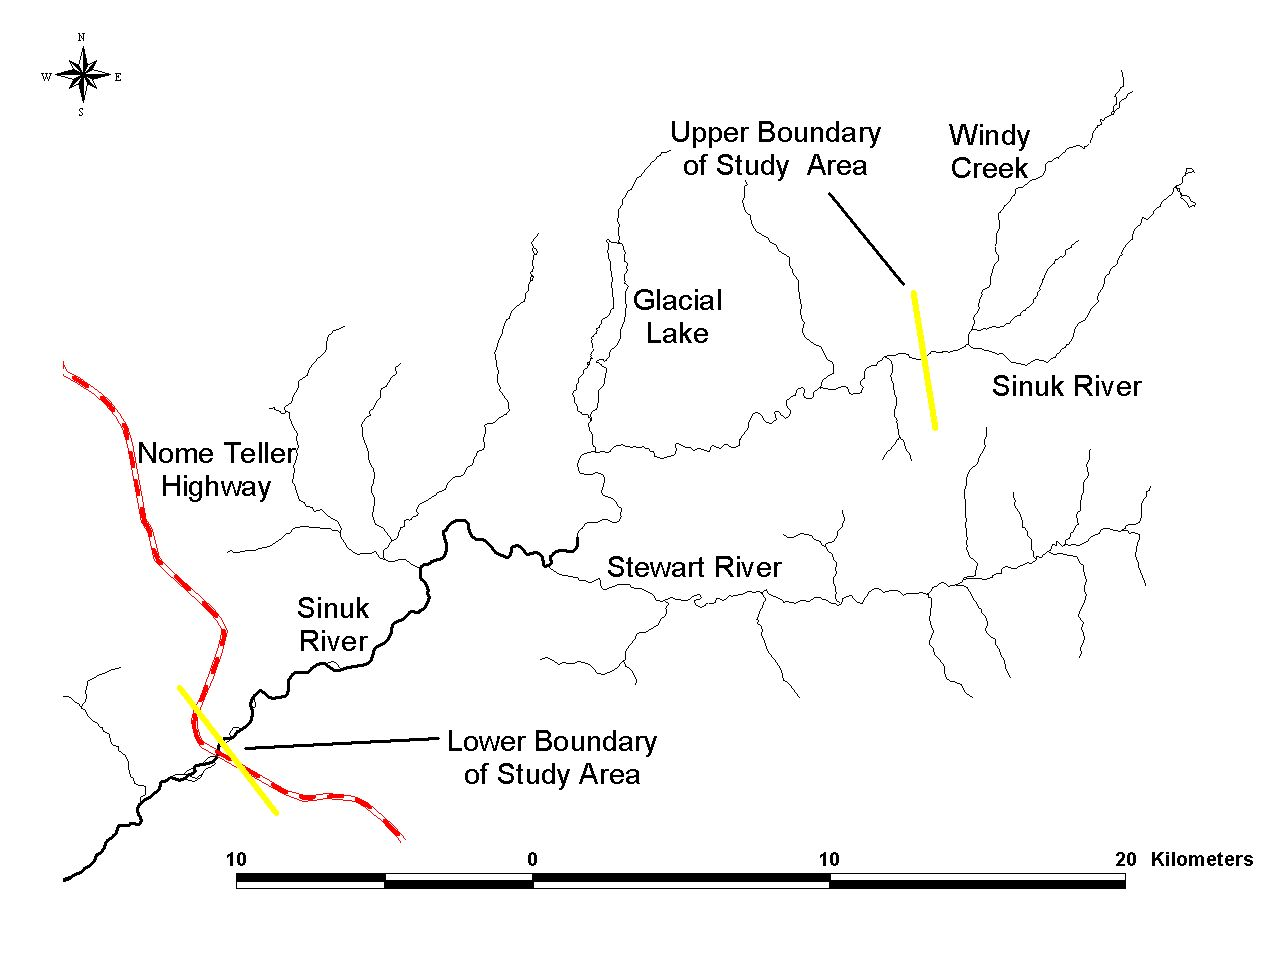 N
W E
S
Upper Boundary
of Study Area
Windy
Creek
Glacial
Lake
Sinuk River
Nome Teller
Highway
Stewart River
Sinuk
River
Lower Boundary
of Study Area
10 0 10 20 Kilometers